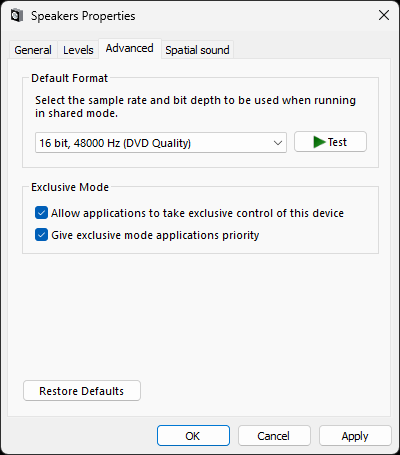 Speakers Properties
General
Levels
Advanced
Spatial sound
Default Format
Select the sample rate and bit depth to be used when running
in shared mode.
16 bit, 48000 Hz (DVD Quality)
Test
Exclusive Mode
Allow applications to take exclusive control of this device
Give exclusive mode applications priority
Restore Defaults
OK
Cancel
Apply